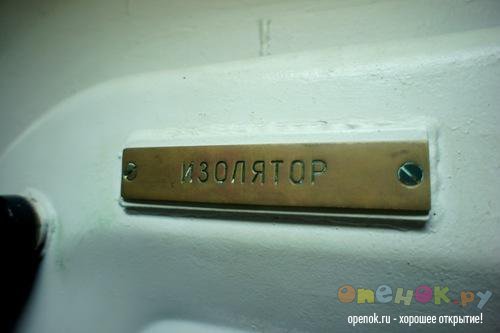 ИЗОЛЯТОР
опенок.ру
openok.ru - хорошее открытие!